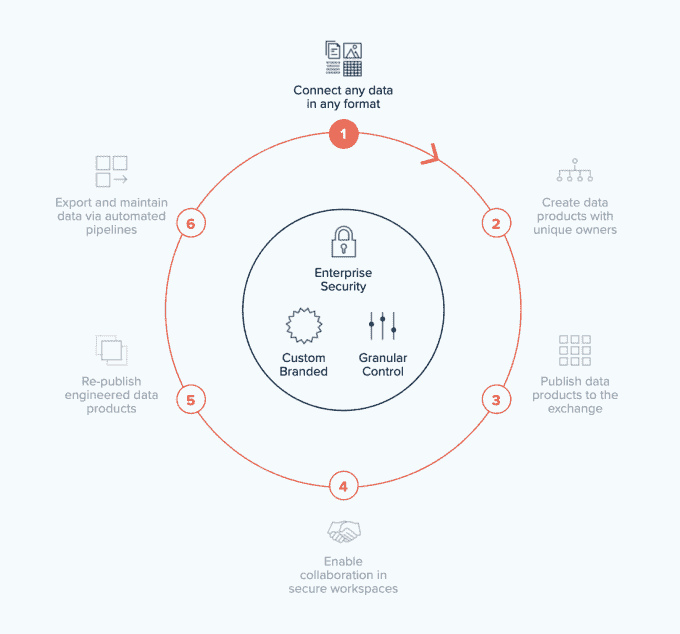 Connect any data
in any format
1
2
Create data
products with
unique owners
3
Publish data
products to the
exchange
4
Enable
collaboration in
secure workspaces
5
Re-publish
engineered data
products
6
Export and maintain
data via automated
pipelines
Enterprise
Security
Custom
Branded
Granular
Control